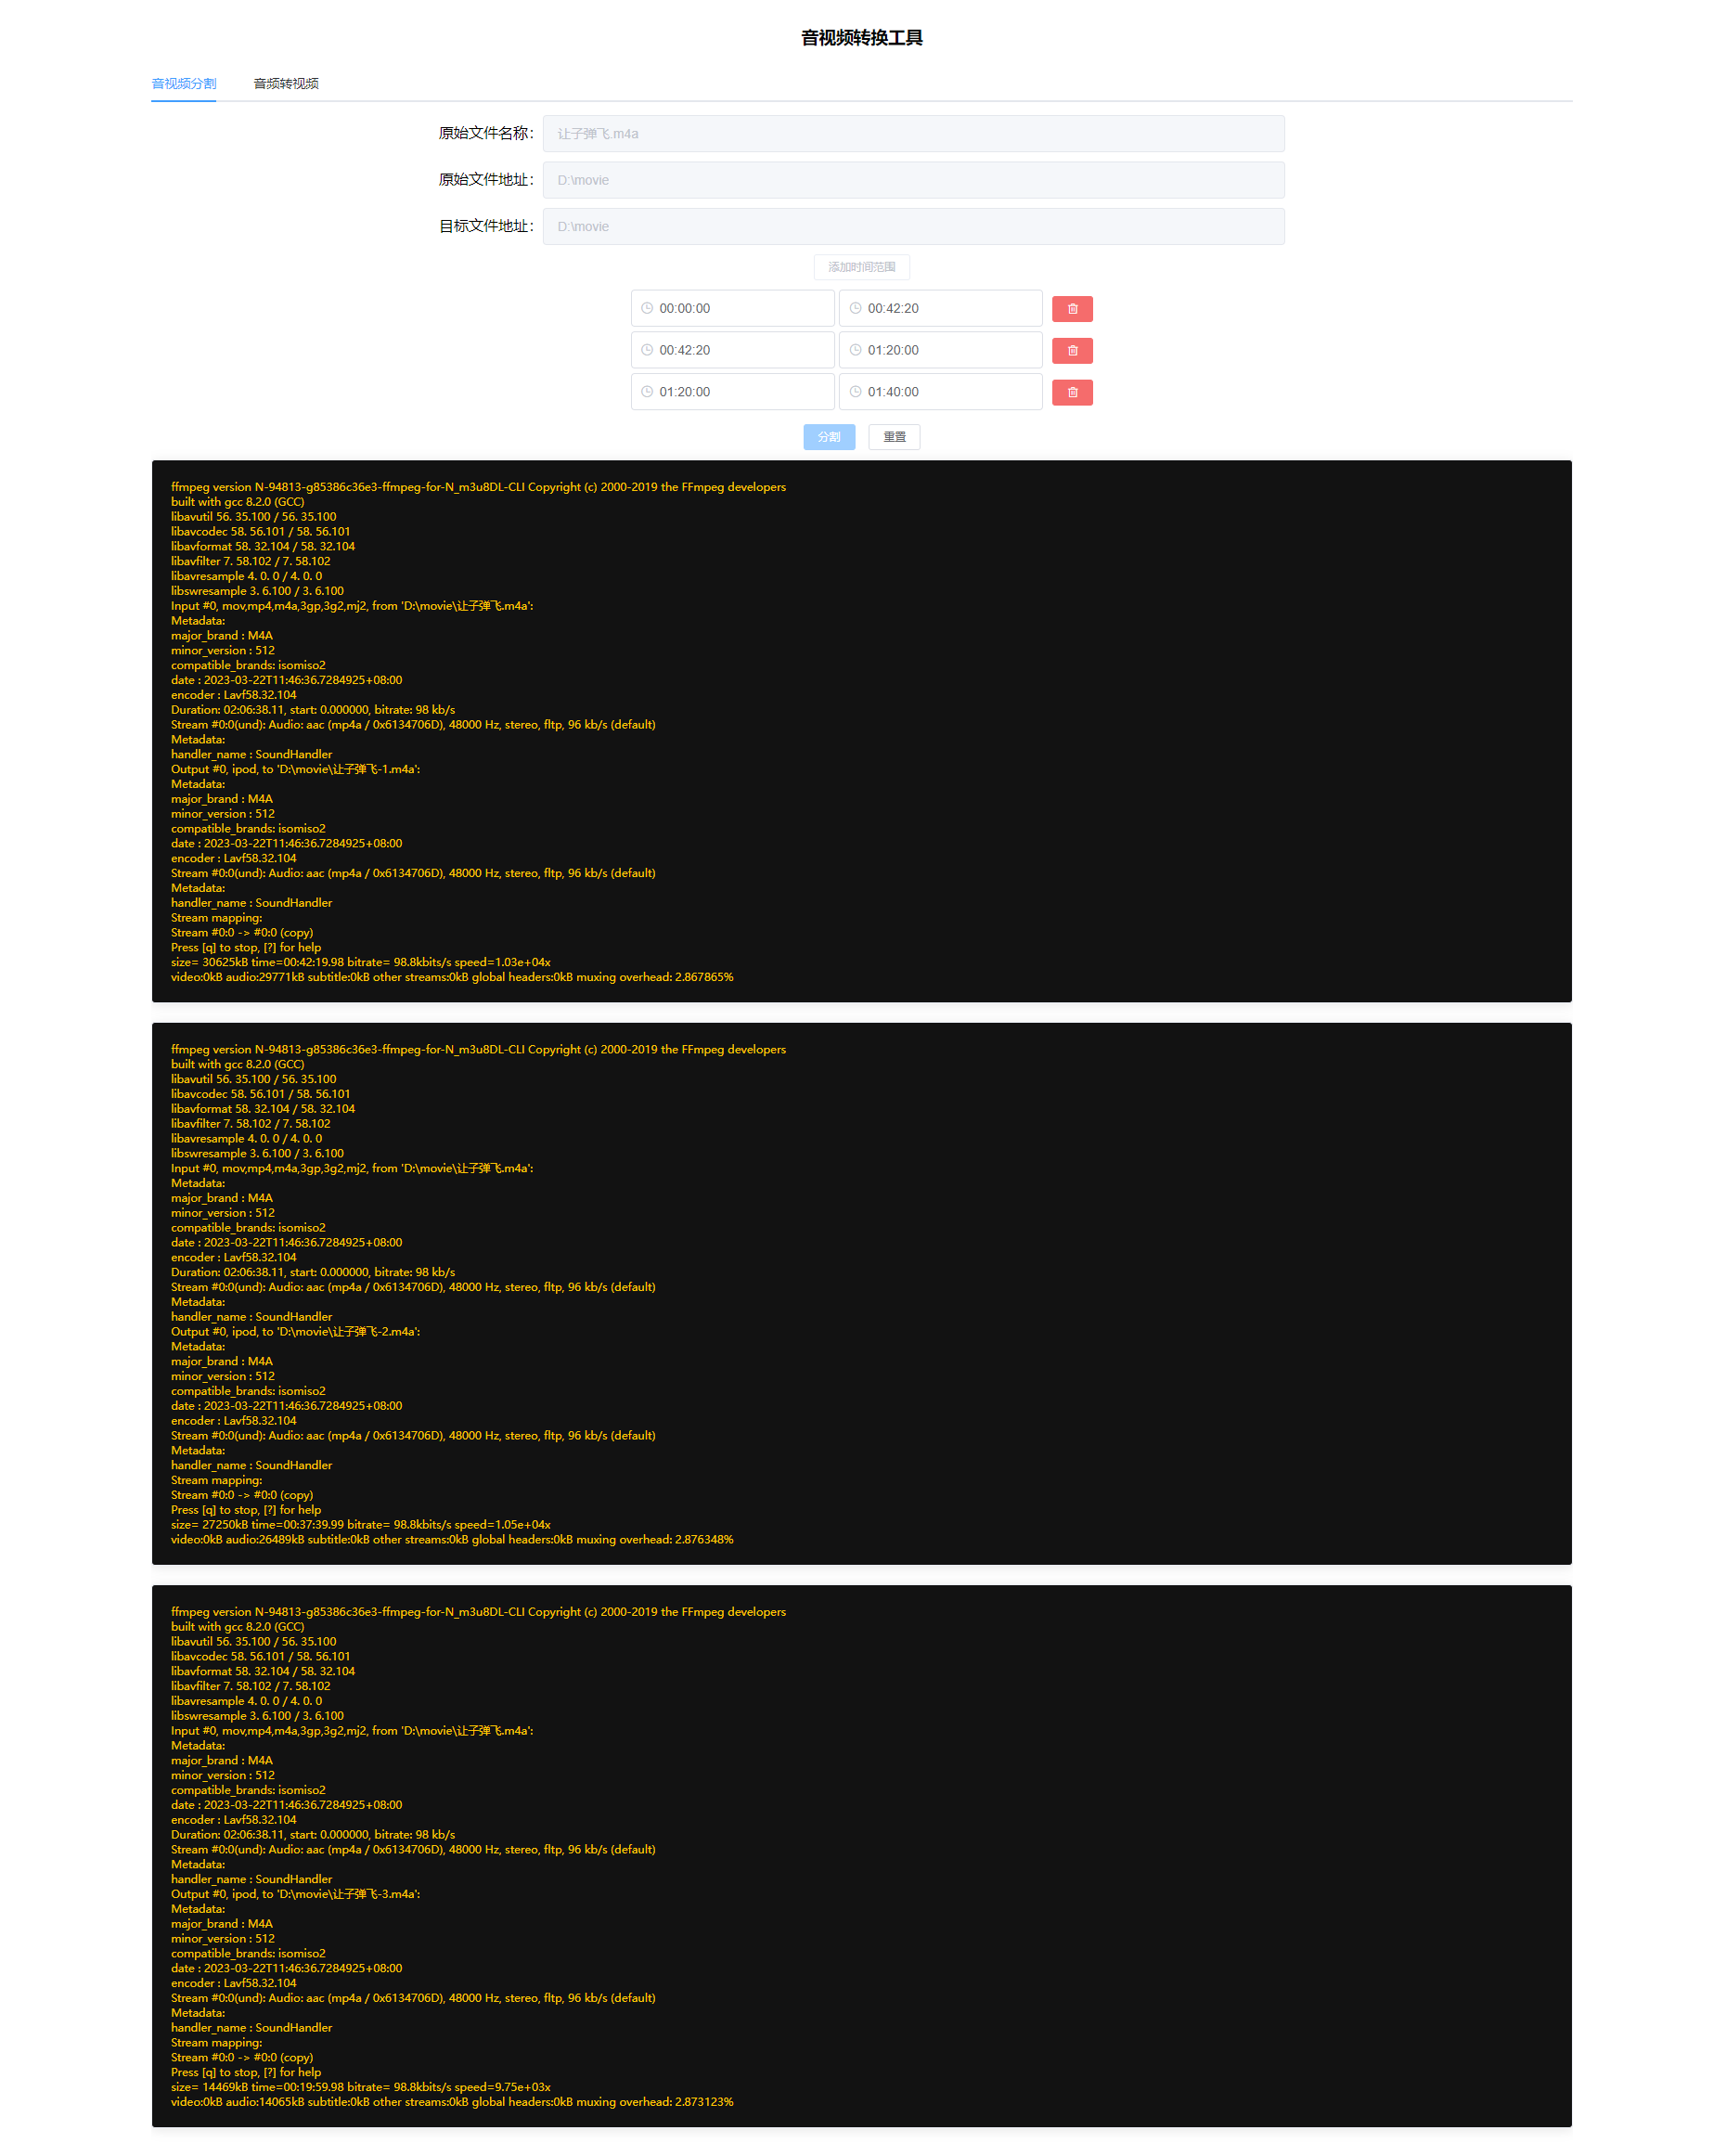 音视频转换工具
音视频分割 音频转视频
原始文件名称： 让子弹飞.m4a
原始文件地址： D:\movie
目标文件地址： D:\movie
添加时间范围
00:00:00 00:42:20
00:42:20 01:20:00
01:20:00 01:40:00
分割 重置
ffmpeg version N-94813-g85386c36e3-ffmpeg-for-N_m3u8DL-CLI Copyright (c) 2000-2019 the FFmpeg developers
built with gcc 8.2.0 (GCC)
libavutil 56. 35.100 / 56. 35.100
libavcodec 58. 56.101 / 58. 56.101
libavformat 58. 32.104 / 58. 32.104
libavfilter 7. 58.102 / 7. 58.102
libavresample 4. 0. 0 / 4. 0. 0
libswresample 3. 6.100 / 3. 6.100
Input #0, mov,mp4,m4a,3gp,3g2,mj2, from 'D:\movie\让子弹飞.m4a':
Metadata:
major_brand : M4A
minor_version : 512
compatible_brands: isomiso2
date : 2023-03-22T11:46:36.7284925+08:00
encoder : Lavf58.32.104
Duration: 02:06:38.11, start: 0.000000, bitrate: 98 kb/s
Stream #0:0(und): Audio: aac (mp4a / 0x6134706D), 48000 Hz, stereo, fltp, 96 kb/s (default)
Metadata:
handler_name : SoundHandler
Output #0, ipod, to 'D:\movie\让子弹飞-1.m4a':
Metadata:
major_brand : M4A
minor_version : 512
compatible_brands: isomiso2
date : 2023-03-22T11:46:36.7284925+08:00
encoder : Lavf58.32.104
Stream #0:0(und): Audio: aac (mp4a / 0x6134706D), 48000 Hz, stereo, fltp, 96 kb/s (default)
Metadata:
handler_name : SoundHandler
Stream mapping:
Stream #0:0 -> #0:0 (copy)
Press [q] to stop, [?] for help
size= 30625kB time=00:42:19.98 bitrate= 98.8kbits/s speed=1.03e+04x
video:0kB audio:29771kB subtitle:0kB other streams:0kB global headers:0kB muxing overhead: 2.867865%
ffmpeg version N-94813-g85386c36e3-ffmpeg-for-N_m3u8DL-CLI Copyright (c) 2000-2019 the FFmpeg developers
built with gcc 8.2.0 (GCC)
libavutil 56. 35.100 / 56. 35.100
libavcodec 58. 56.101 / 58. 56.101
libavformat 58. 32.104 / 58. 32.104
libavfilter 7. 58.102 / 7. 58.102
libavresample 4. 0. 0 / 4. 0. 0
libswresample 3. 6.100 / 3. 6.100
Input #0, mov,mp4,m4a,3gp,3g2,mj2, from 'D:\movie\让子弹飞.m4a':
Metadata:
major_brand : M4A
minor_version : 512
compatible_brands: isomiso2
date : 2023-03-22T11:46:36.7284925+08:00
encoder : Lavf58.32.104
Duration: 02:06:38.11, start: 0.000000, bitrate: 98 kb/s
Stream #0:0(und): Audio: aac (mp4a / 0x6134706D), 48000 Hz, stereo, fltp, 96 kb/s (default)
Metadata:
handler_name : SoundHandler
Output #0, ipod, to 'D:\movie\让子弹飞-2.m4a':
Metadata:
major_brand : M4A
minor_version : 512
compatible_brands: isomiso2
date : 2023-03-22T11:46:36.7284925+08:00
encoder : Lavf58.32.104
Stream #0:0(und): Audio: aac (mp4a / 0x6134706D), 48000 Hz, stereo, fltp, 96 kb/s (default)
Metadata:
handler_name : SoundHandler
Stream mapping:
Stream #0:0 -> #0:0 (copy)
Press [q] to stop, [?] for help
size= 27250kB time=00:37:39.99 bitrate= 98.8kbits/s speed=1.05e+04x
video:0kB audio:26489kB subtitle:0kB other streams:0kB global headers:0kB muxing overhead: 2.876348%
ffmpeg version N-94813-g85386c36e3-ffmpeg-for-N_m3u8DL-CLI Copyright (c) 2000-2019 the FFmpeg developers
built with gcc 8.2.0 (GCC)
libavutil 56. 35.100 / 56. 35.100
libavcodec 58. 56.101 / 58. 56.101
libavformat 58. 32.104 / 58. 32.104
libavfilter 7. 58.102 / 7. 58.102
libavresample 4. 0. 0 / 4. 0. 0
libswresample 3. 6.100 / 3. 6.100
Input #0, mov,mp4,m4a,3gp,3g2,mj2, from 'D:\movie\让子弹飞.m4a':
Metadata:
major_brand : M4A
minor_version : 512
compatible_brands: isomiso2
date : 2023-03-22T11:46:36.7284925+08:00
encoder : Lavf58.32.104
Duration: 02:06:38.11, start: 0.000000, bitrate: 98 kb/s
Stream #0:0(und): Audio: aac (mp4a / 0x6134706D), 48000 Hz, stereo, fltp, 96 kb/s (default)
Metadata:
handler_name : SoundHandler
Output #0, ipod, to 'D:\movie\让子弹飞-3.m4a':
Metadata:
major_brand : M4A
minor_version : 512
compatible_brands: isomiso2
date : 2023-03-22T11:46:36.7284925+08:00
encoder : Lavf58.32.104
Stream #0:0(und): Audio: aac (mp4a / 0x6134706D), 48000 Hz, stereo, fltp, 96 kb/s (default)
Metadata:
handler_name : SoundHandler
Stream mapping:
Stream #0:0 -> #0:0 (copy)
Press [q] to stop, [?] for help
size= 14469kB time=00:19:59.98 bitrate= 98.8kbits/s speed=9.75e+03x
video:0kB audio:14065kB subtitle:0kB other streams:0kB global headers:0kB muxing overhead: 2.873123%